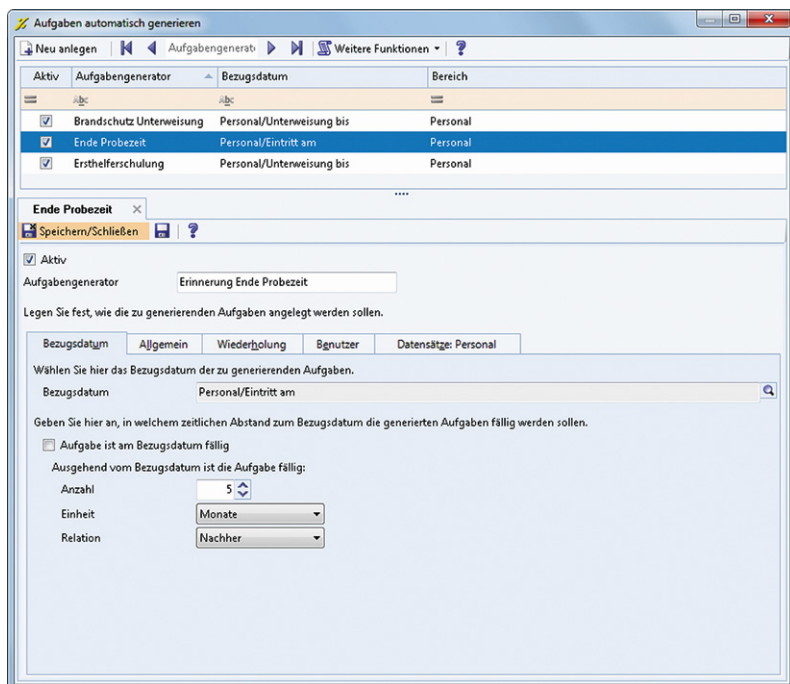 Aufgaben automatisch generieren
Neu anlegen Aufgabengenerat Weitere Funktionen ?
Aktiv Aufgabengenerator Bezugsdatum Bereich
Abc Abc
Brandschutz Unterweisung Personal/Unterweisung bis Personal
Ende Probezeit Personal/Eintritt am Personal
Ersthelferschulung Personal/Unterweisung bis Personal
Ende Probezeit
Speichern/Schließen ?
Aktiv
Aufgabengenerator Erinnerung Ende Probezeit
Legen Sie fest, wie die zu generierenden Aufgaben angelegt werden sollen.
Bezugsdatum Allgemein Wiederholung Benutzer Datensätze: Personal
Wählen Sie hier das Bezugsdatum der zu generierenden Aufgaben.
Bezugsdatum Personal/Eintritt am
Geben Sie hier an, in welchem zeitlichen Abstand zum Bezugsdatum die generierten Aufgaben fällig werden sollen.
Aufgabe ist am Bezugsdatum fällig
Ausgehend vom Bezugsdatum ist die Aufgabe fällig:
Anzahl 5
Einheit Monate
Relation Nachher